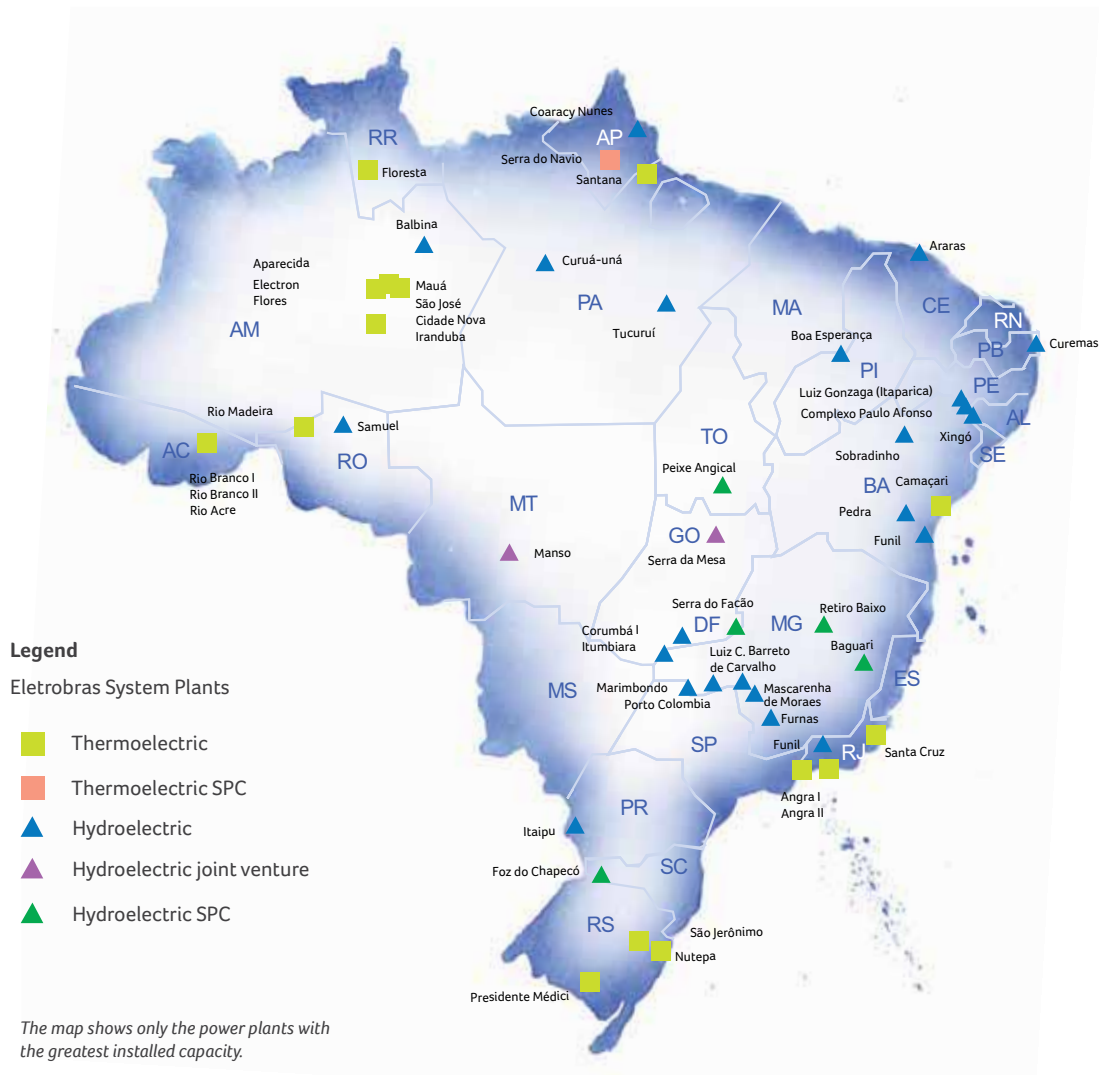 Coaracy Nunes
AP
RR
Serra do Navio
Floresta
Santana
Balbina
Araras
Curuá-uná
Aparecida
Electron
Flores
Mauá
São José
Cidade Nova
Iranduba
PA
MA
CE
RN
AM
Tucuruí
Boa Esperança
PB
Curemas
PI
PE
Luiz Gonzaga (Itaparica)
Complexo Paulo Afonso
AL
Rio Madeira
Samuel
TO
Xingó
AC
RO
Sobradinho
SE
Peixe Angical
Rio Branco I
Rio Branco II
Rio Acre
BA
Camaçari
MT
Pedra
GO
Funil
Manso
Serra da Mesa
Serra do Facão
Retiro Baixo
DF
MG
Corumbá I
Itumbiara
Baguari
Luiz C. Barreto
de Carvalho
ES
MS
Marimbondo
Porto Colombia
Mascarenha
de Moraes
Furnas
SP
Funil
RJ
Santa Cruz
Angra I
Angra II
PR
Itaipu
SC
Foz do Chapecó
RS
São Jerônimo
Nutepa
Presidente Médici
Legend
Eletrobras System Plants
Thermoelectric
Thermoelectric SPC
Hydroelectric
Hydroelectric joint venture
Hydroelectric SPC
The map shows only the power plants with
the greatest installed capacity.